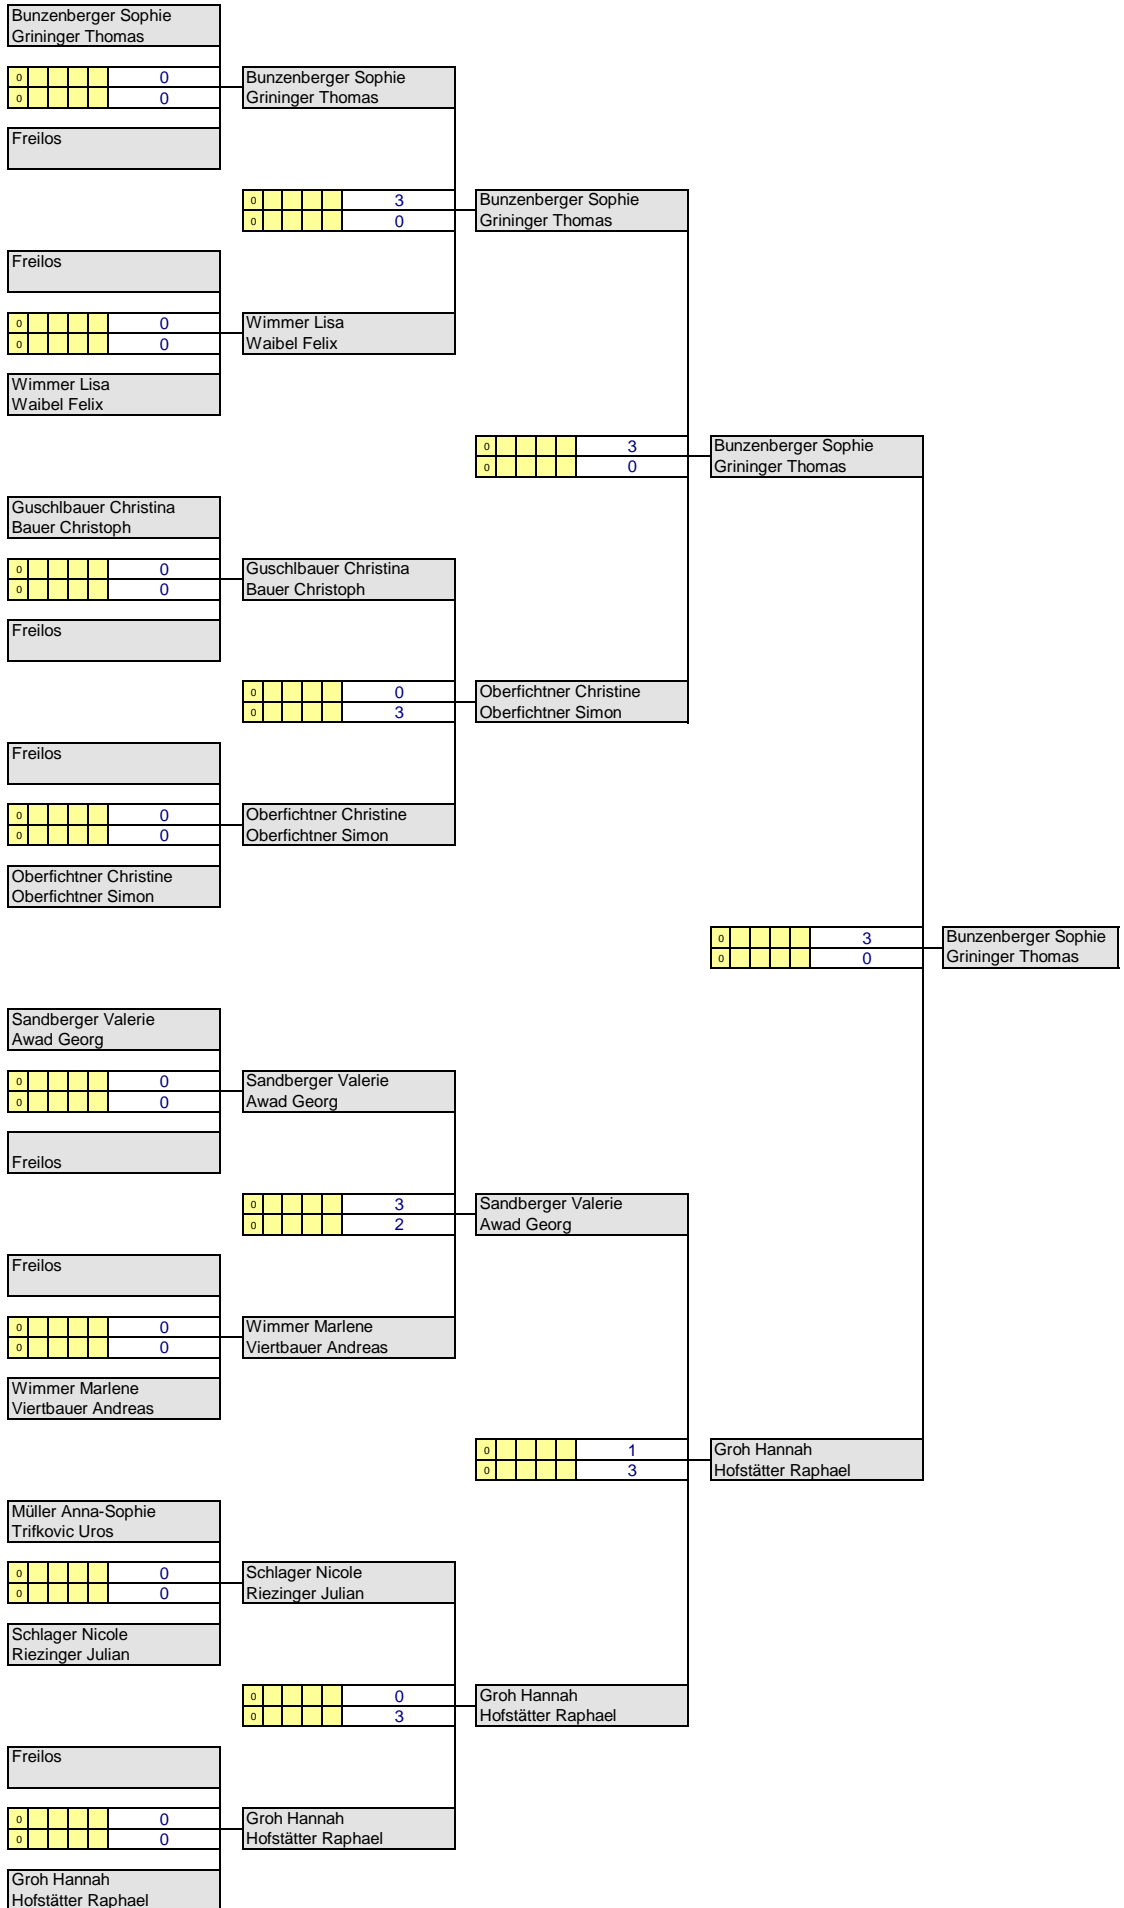 Bunzenberger Sophie
Grininger Thomas
0 0 Bunzenberger Sophie
0 0 Grininger Thomas
Freilos
0 3 Bunzenberger Sophie
0 0 Grininger Thomas
Freilos
0 0 Wimmer Lisa
0 0 Waibel Felix
Wimmer Lisa
Waibel Felix
0 3 Bunzenberger Sophie
0 0 Grininger Thomas
Guschlbauer Christina
Bauer Christoph
0 0 Guschlbauer Christina
0 0 Bauer Christoph
Freilos
0 0 Oberfichtner Christine
0 3 Oberfichtner Simon
Freilos
0 0 Oberfichtner Christine
0 0 Oberfichtner Simon
Oberfichtner Christine
Oberfichtner Simon
0 3 Bunzenberger Sophie
0 0 Grininger Thomas
Sandberger Valerie
Awad Georg
0 0 Sandberger Valerie
0 0 Awad Georg
Freilos
0 3 Sandberger Valerie
0 2 Awad Georg
Freilos
0 0 Wimmer Marlene
0 0 Viertbauer Andreas
Wimmer Marlene
Viertbauer Andreas
0 1 Groh Hannah
0 3 Hofstätter Raphael
Müller Anna-Sophie
Trifkovic Uros
0 0 Schlager Nicole
0 0 Riezinger Julian
Schlager Nicole
Riezinger Julian
0 0 Groh Hannah
0 3 Hofstätter Raphael
Freilos
0 0 Groh Hannah
0 0 Hofstätter Raphael
Groh Hannah
Hofstätter Raphael